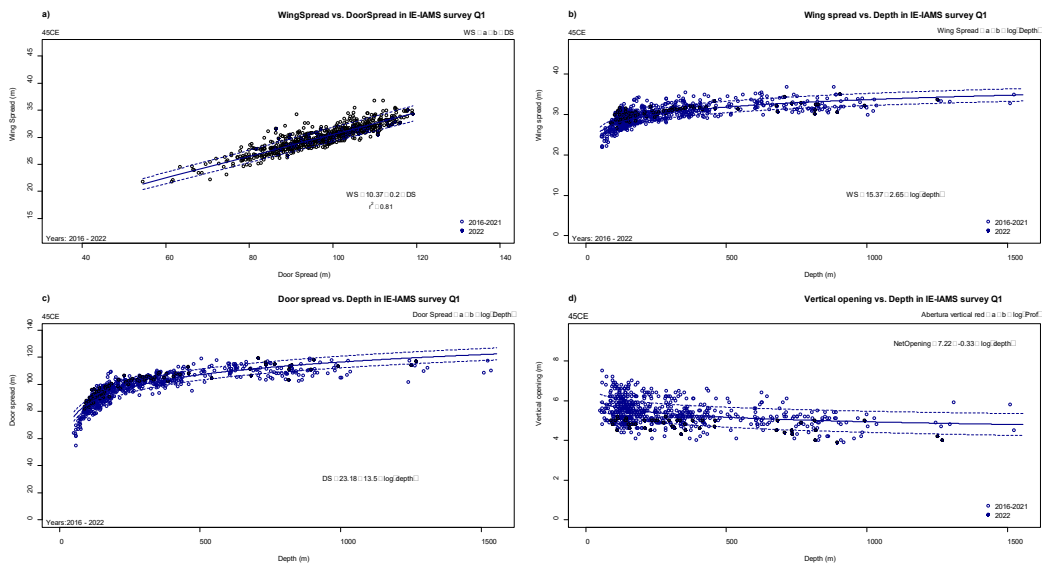 a)
WingSpread vs. DoorSpread in IE-IAMS survey Q1
45CE
WS □ a □ b □ DS
Wing Spread (m)
45
40
35
30
25
20
15
WS □ 10.37 □ 0.2 □ DS
r² □ 0.81
2016-2021
2022
Years: 2016 - 2022
40
60
80
100
120
140
Door Spread (m)
b)
Wing spread vs. Depth in IE-IAMS survey Q1
45CE
Wing Spread □ a □ b □ log□Depth□
Wing spread (m)
40
30
20
10
0
WS □ 15.37 □ 2.65 □ log□depth□
2016-2021
2022
Years: 2016 - 2022
0
500
1000
1500
Depth (m)
c)
Door spread vs. Depth in IE-IAMS survey Q1
45CE
Door Spread □ a □ b □ log□Depth□
Door spread (m)
140
120
100
80
60
40
20
0
DS □ 23.18 □ 13.5 □ log□depth□
Years:2016 - 2022
0
500
1000
1500
Depth (m)
d)
Vertical opening vs. Depth in IE-IAMS survey Q1
45CE
Abertura vertical red □ a □ b □ log□Prof□
Vertical opening (m)
8
6
4
2
0
NetOpening □ 7.22 □ -0.33 □ log□depth□
2016-2021
2022
0
500
1000
1500
Depth (m)